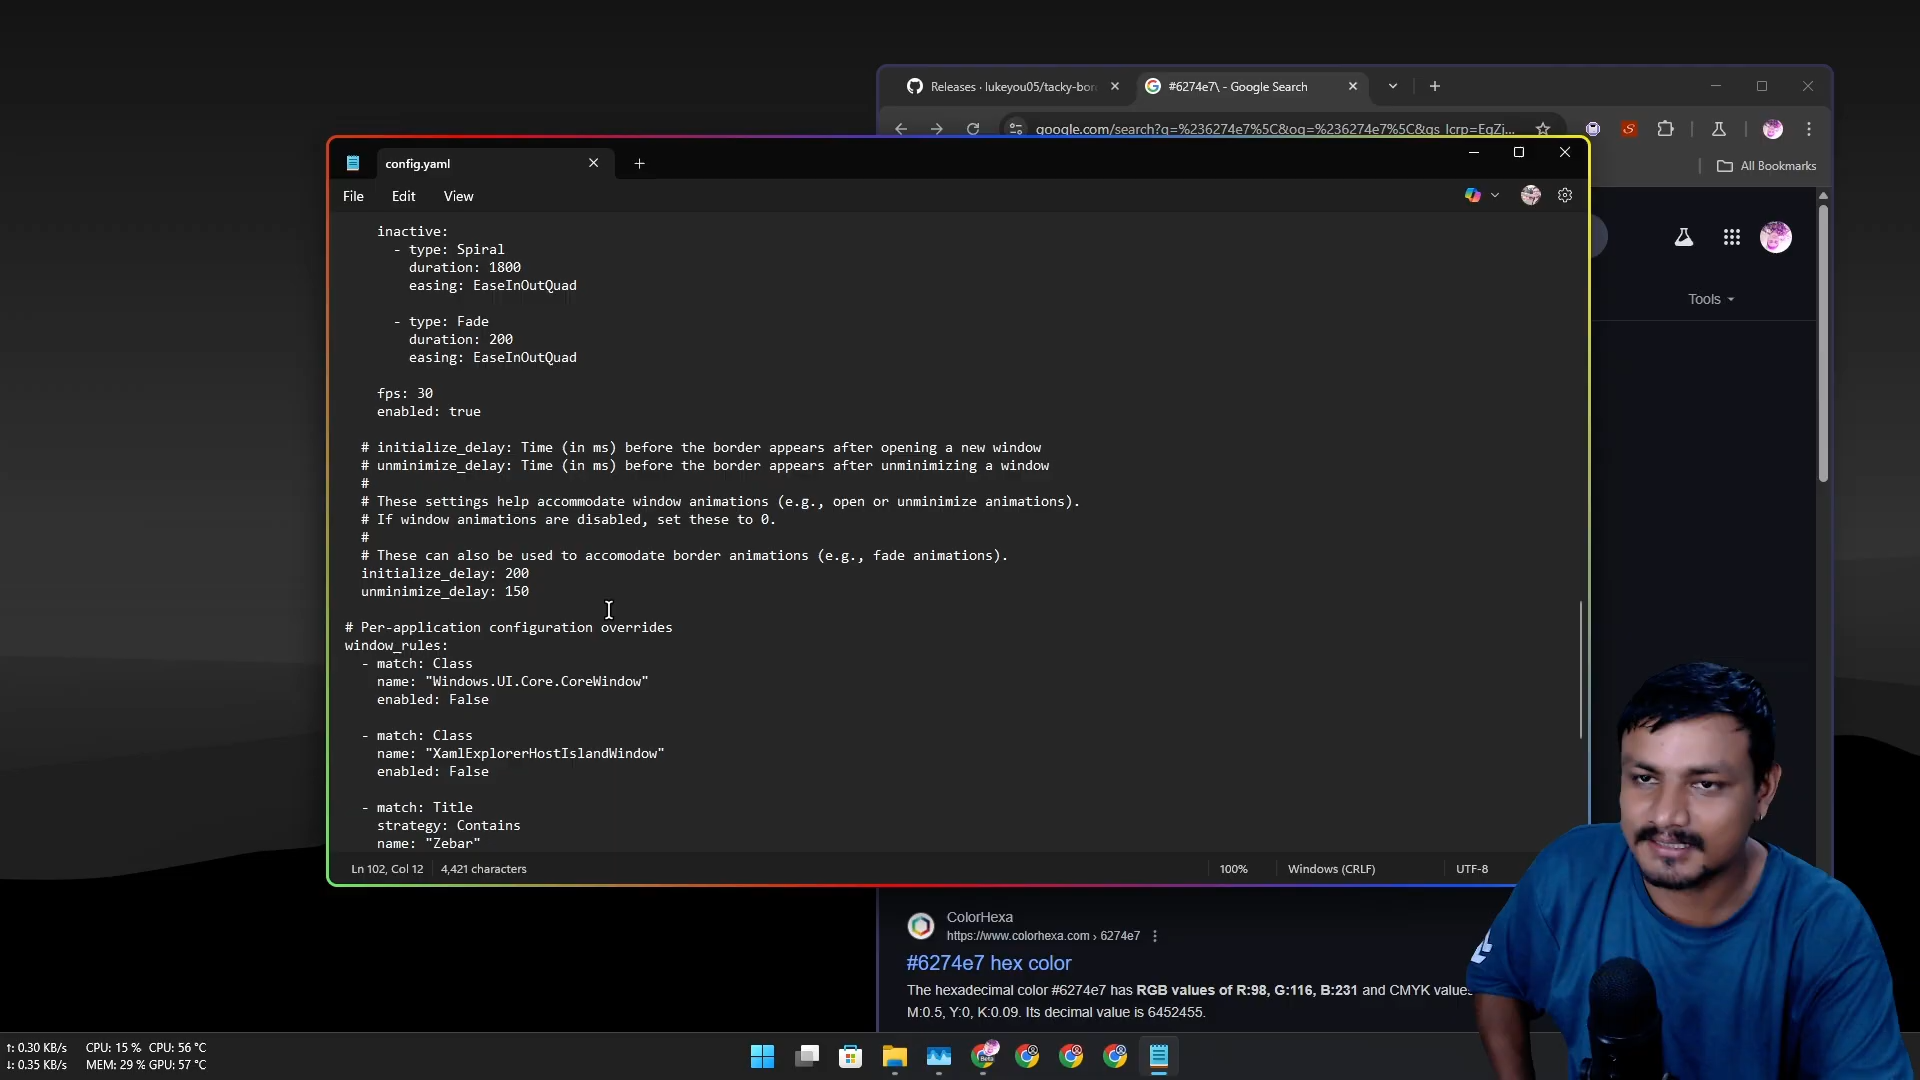 Releases · lukeyou05/tacky-bor
#6274e7\ - Google Search
google.com/search?q=%236274e7%5C&oq=%236274e7%5C&gs_lcrp=EgZj...
All Bookmarks
Tools
config.yaml
File Edit View
inactive:
- type: Spiral
duration: 1800
easing: EaseInOutQuad
- type: Fade
duration: 200
easing: EaseInOutQuad
fps: 30
enabled: true
# initialize_delay: Time (in ms) before the border appears after opening a new window
# unminimize_delay: Time (in ms) before the border appears after unminimizing a window
#
# These settings help accommodate window animations (e.g., open or unminimize animations).
# If window animations are disabled, set these to 0.
#
# These can also be used to accomodate border animations (e.g., fade animations).
initialize_delay: 200
unminimize_delay: 150
# Per-application configuration overrides
window_rules:
- match: Class
name: "Windows.UI.Core.CoreWindow"
enabled: False
- match: Class
name: "XamlExplorerHostIslandWindow"
enabled: False
- match: Title
strategy: Contains
name: "Zebar"
Ln 102, Col 12 4,421 characters 100% Windows (CRLF) UTF-8
ColorHexa
https://www.colorhexa.com › 6274e7
#6274e7 hex color
The hexadecimal color #6274e7 has RGB values of R:98, G:116, B:231 and CMYK values
M:0.5, Y:0, K:0.09. Its decimal value is 6452455.
↑: 0.30 KB/s CPU: 15 % CPU: 56 °C
↓: 0.35 KB/s MEM: 29 % GPU: 57 °C
Beta